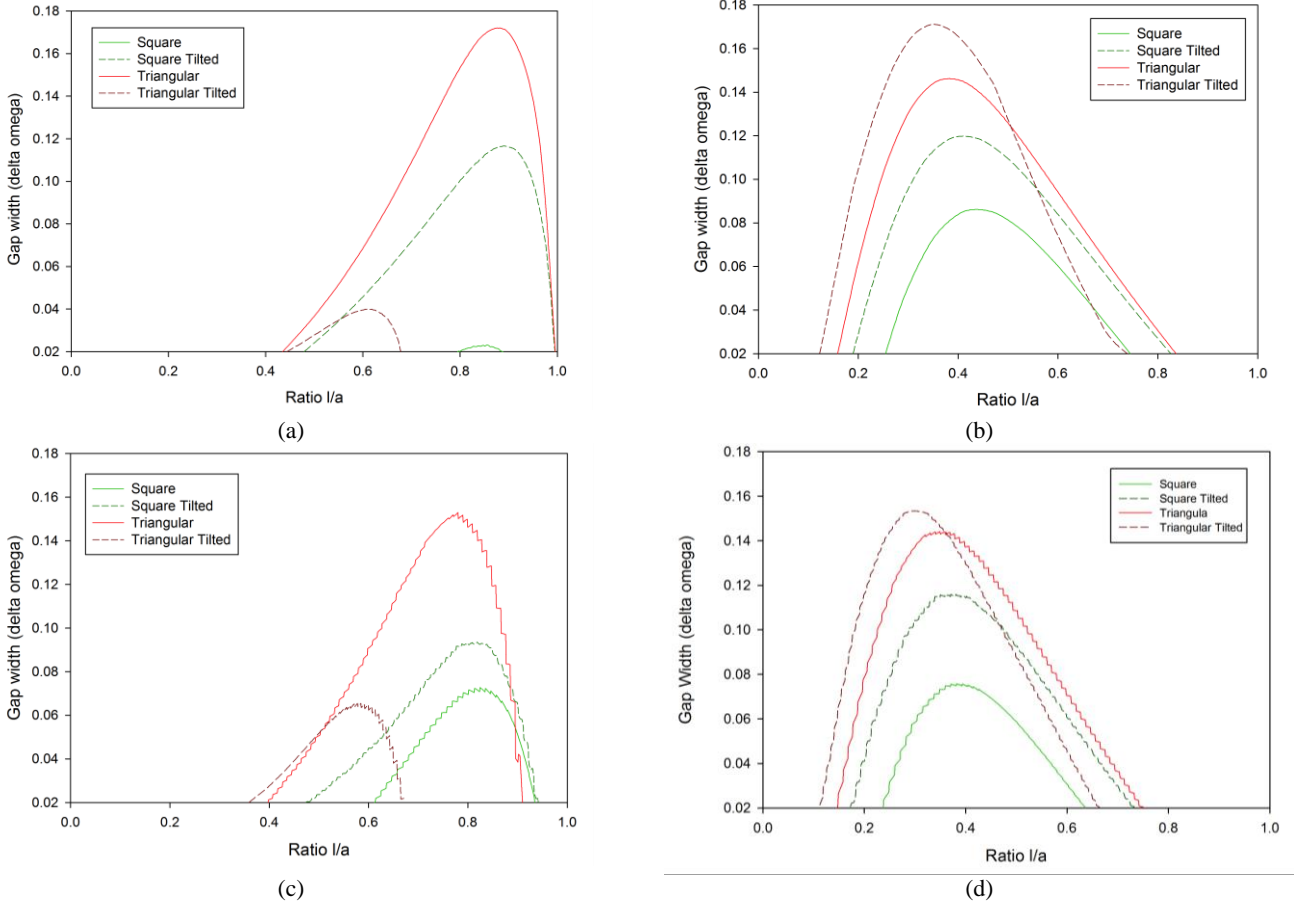 0.18
0.16
0.14
0.12
0.10
0.08
0.06
0.04
0.02
Gap width (delta omega)
Square
Square Tilted
Triangular
Triangular Tilted
0.0 0.2 0.4 0.6 0.8 1.0
Ratio l/a
(a)
0.18
0.16
0.14
0.12
0.10
0.08
0.06
0.04
0.02
Gap width (delta omega)
Square
Square Tilted
Triangular
Triangular Tilted
0.0 0.2 0.4 0.6 0.8 1.0
Ratio l/a
(b)
0.18
0.16
0.14
0.12
0.10
0.08
0.06
0.04
0.02
Gap width (delta omega)
Square
Square Tilted
Triangular
Triangular Tilted
0.0 0.2 0.4 0.6 0.8 1.0
Ratio l/a
(c)
0.18
0.16
0.14
0.12
0.10
0.08
0.06
0.04
0.02
Gap Width (delta omega)
Square
Square Tilted
Triangula
Triangular Tilted
0.0 0.2 0.4 0.6 0.8 1.0
Ratio l/a
(d)